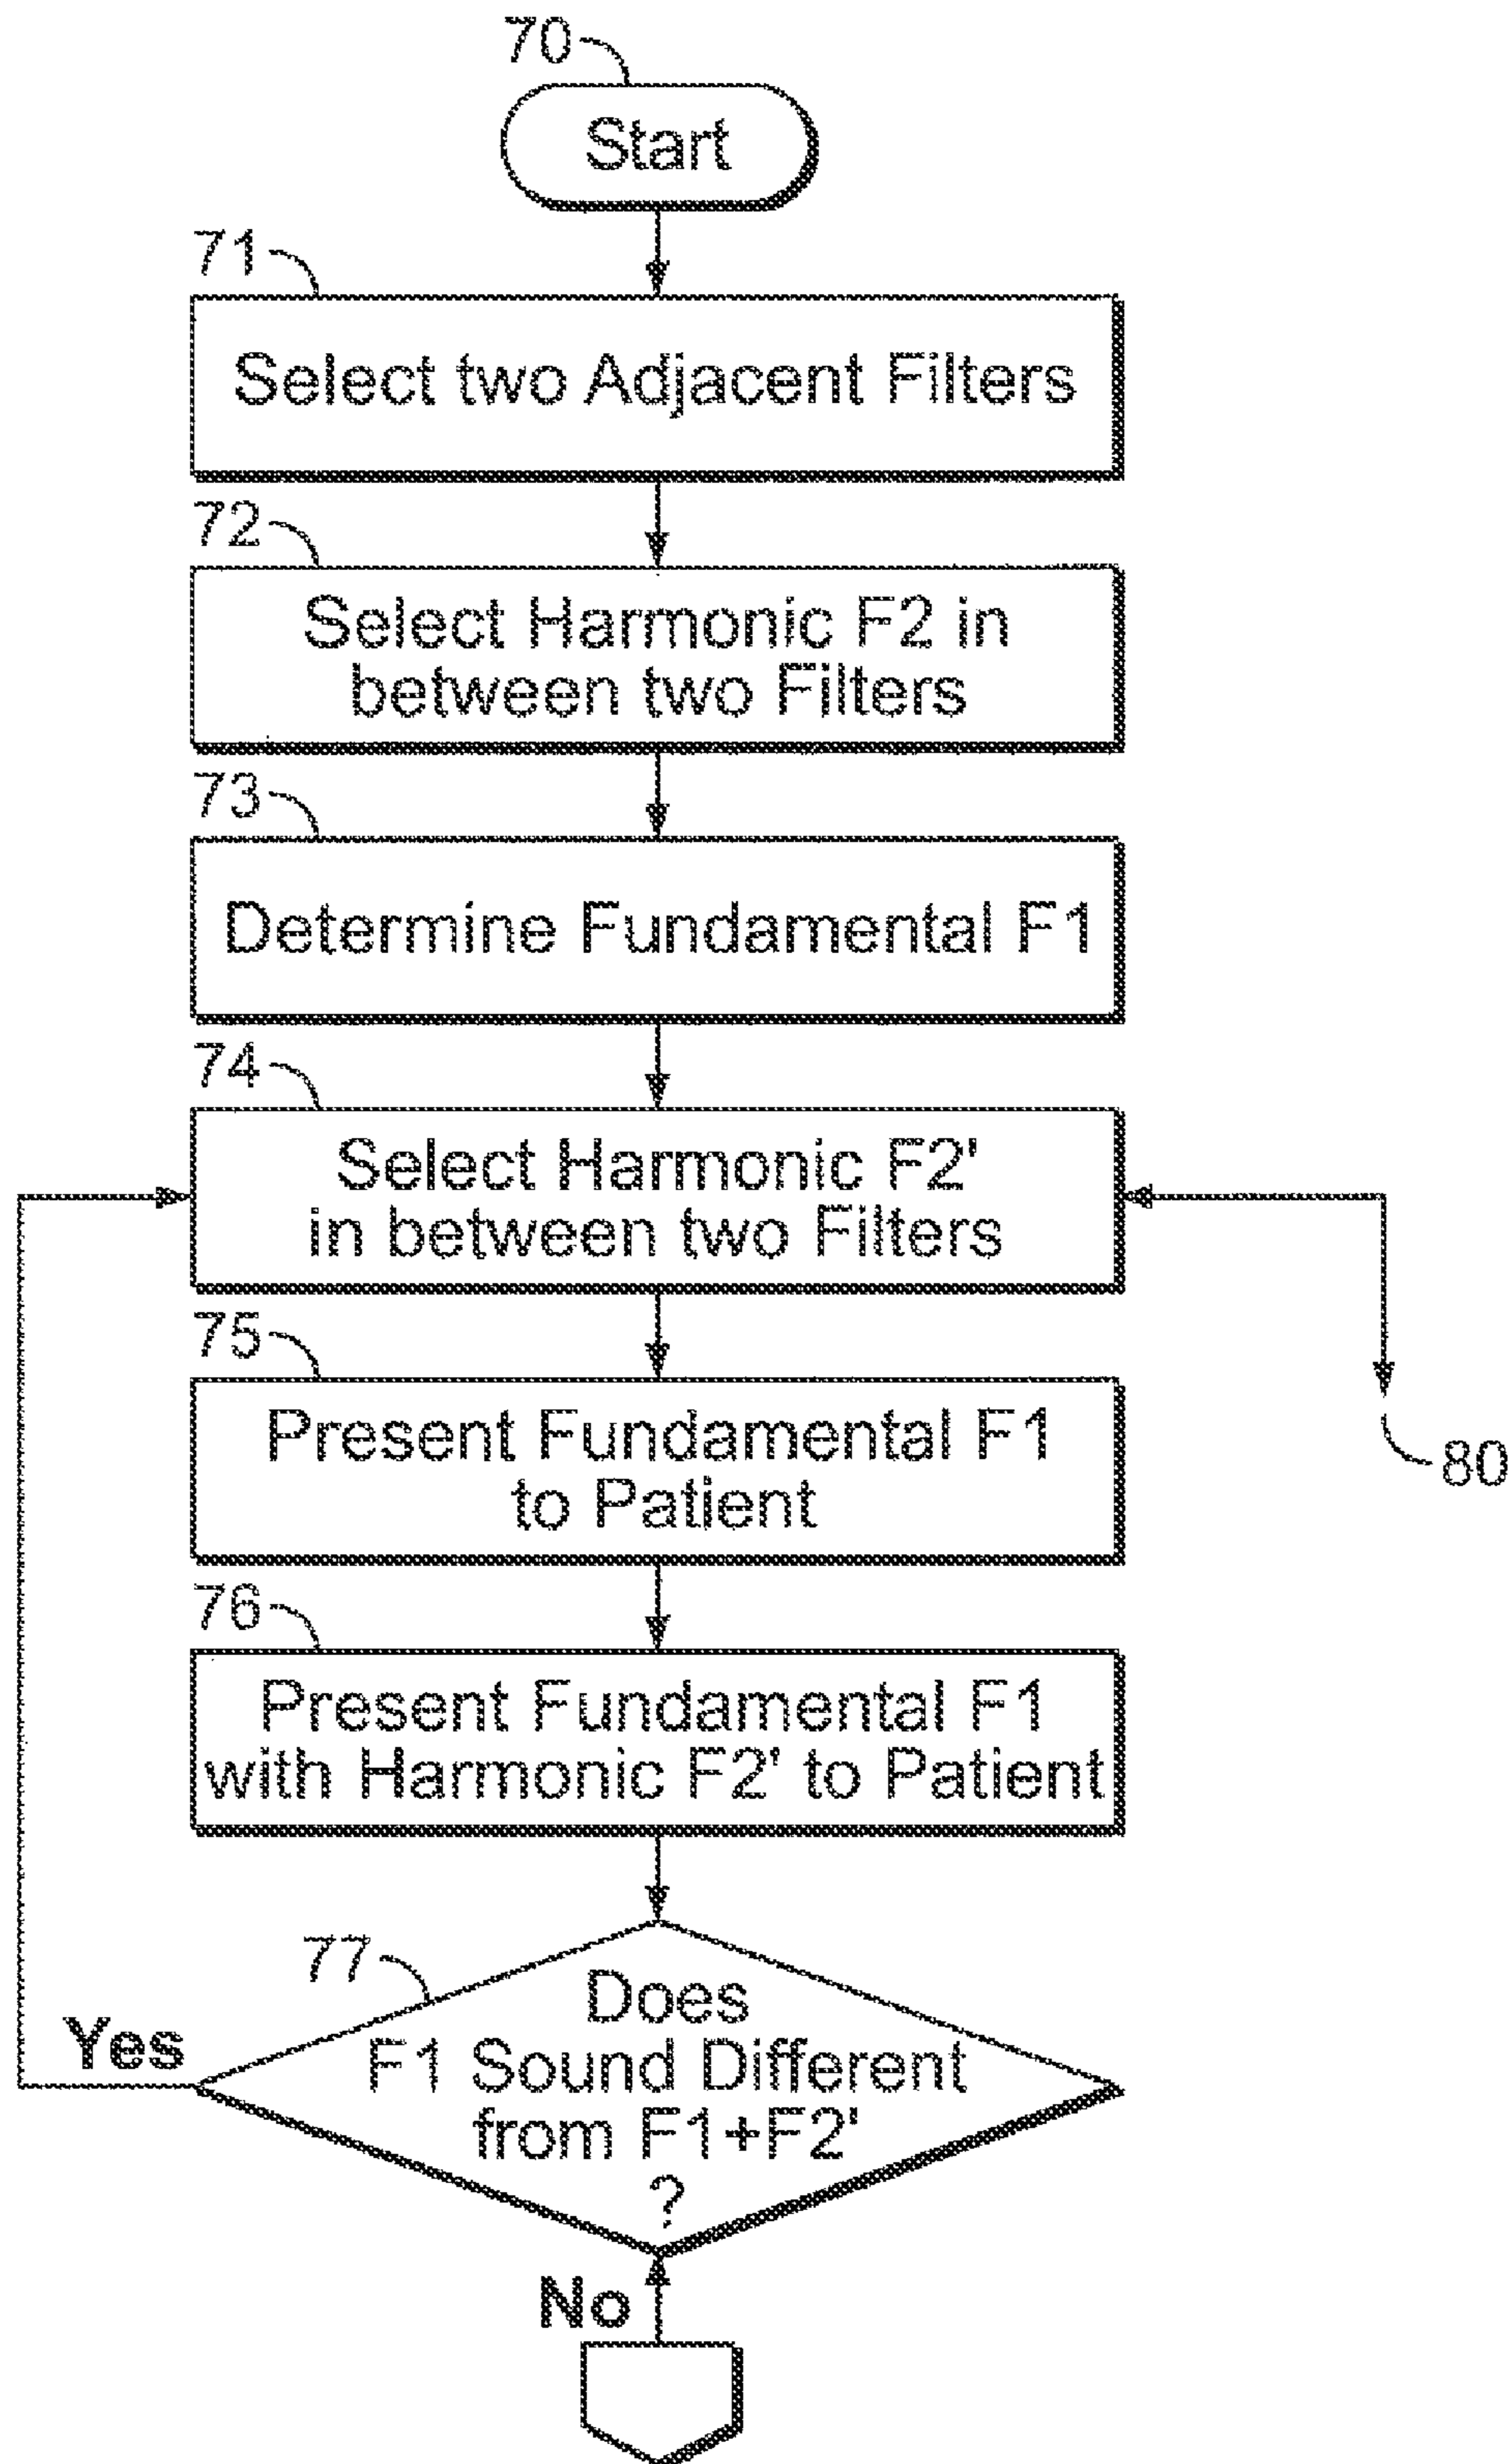 70
Start
71
Select two Adjacent Filters
72
Select Harmonic F2 in
between two Filters
73
Determine Fundamental F1
74
Select Harmonic F2'
in between two Filters
75
Present Fundamental F1
to Patient
80
76
Present Fundamental F1
with Harmonic F2' to Patient
77
Does
Yes
F1 Sound Different
from F1+F2'
?
No